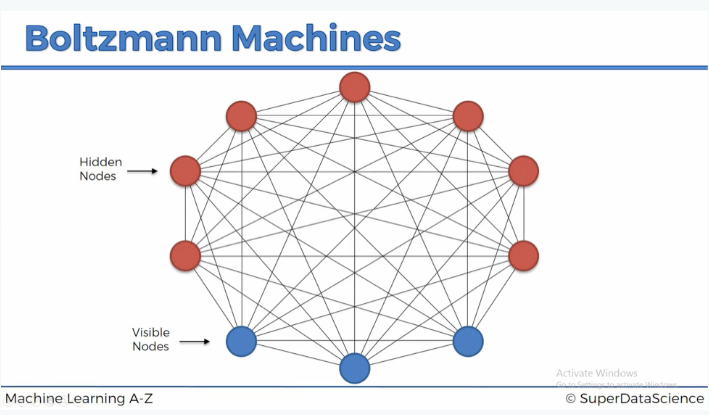 Boltzmann Machines
Hidden
Nodes
Visible
Nodes
Activate Windows
Go to Settings to activate Windows.
Machine Learning A-Z
© SuperDataScience